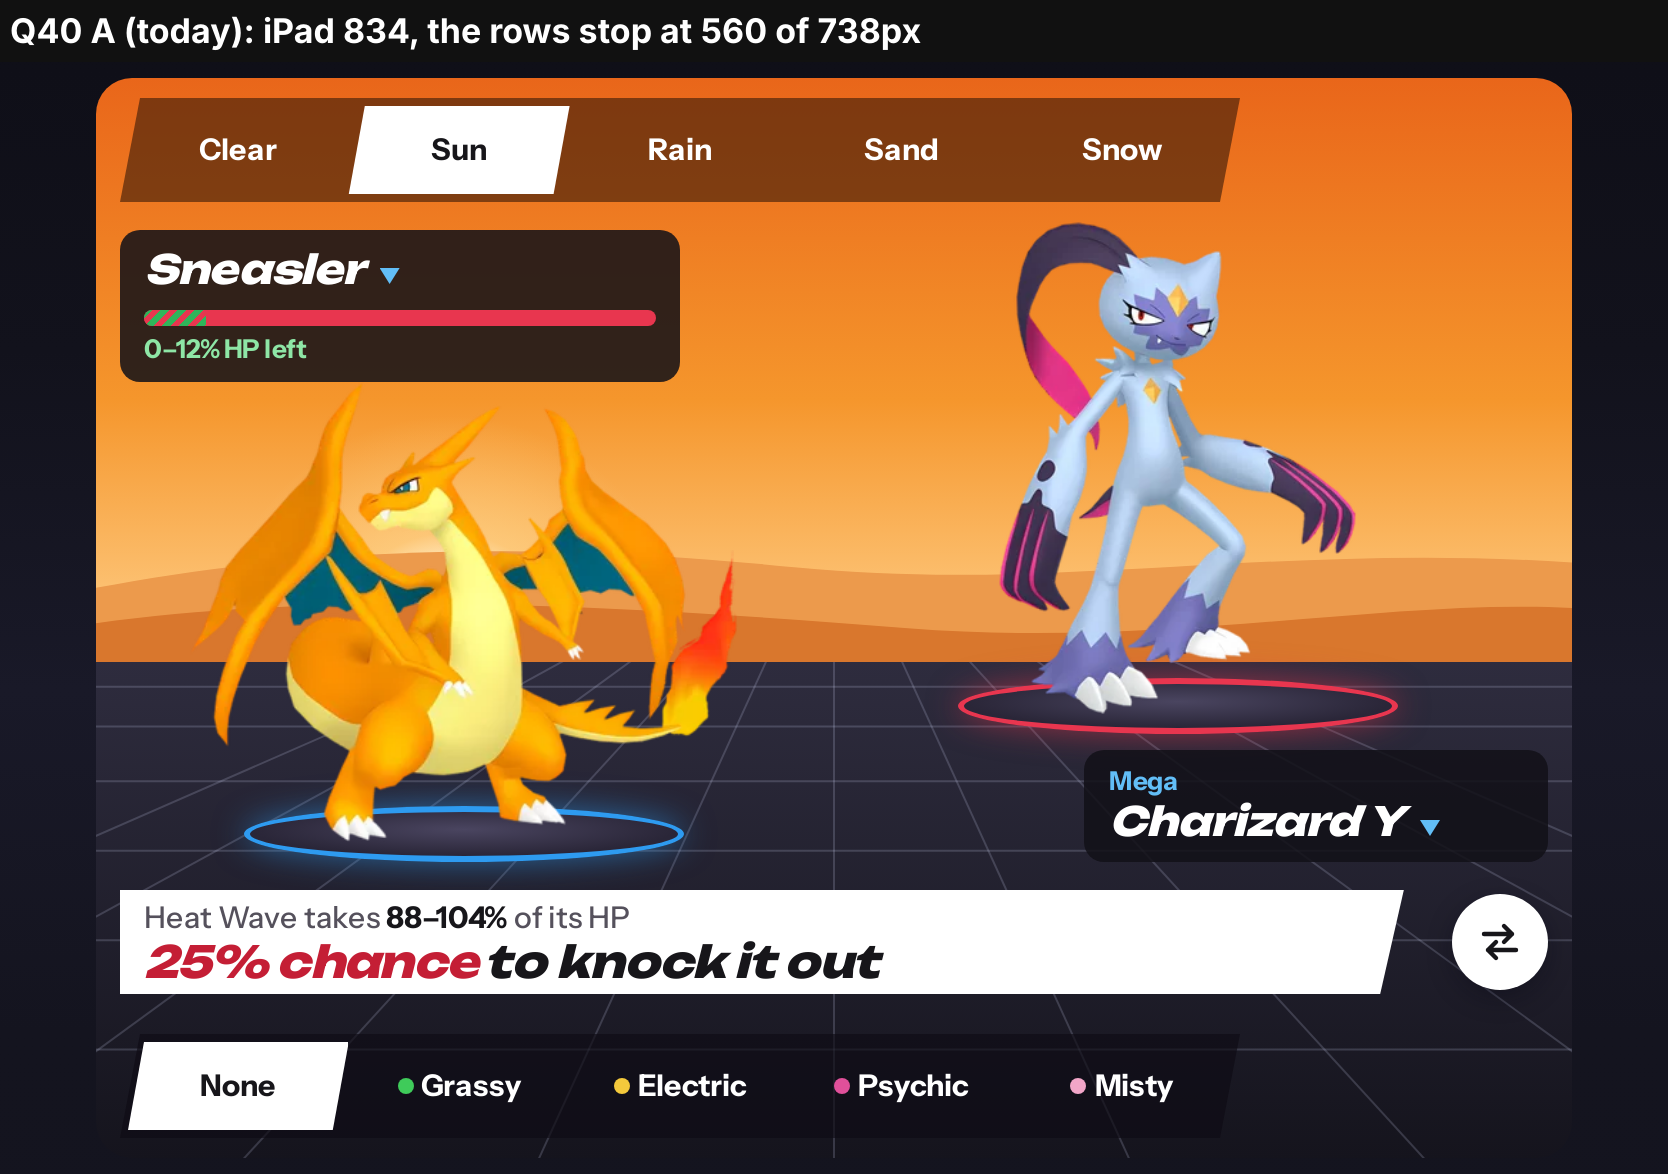 Q40 A (today): iPad 834, the rows stop at 560 of 738px
Clear Sun Rain Sand Snow
Sneasler
0–12% HP left
Mega
Charizard Y
Heat Wave takes 88–104% of its HP
25% chance to knock it out
None Grassy Electric Psychic Misty